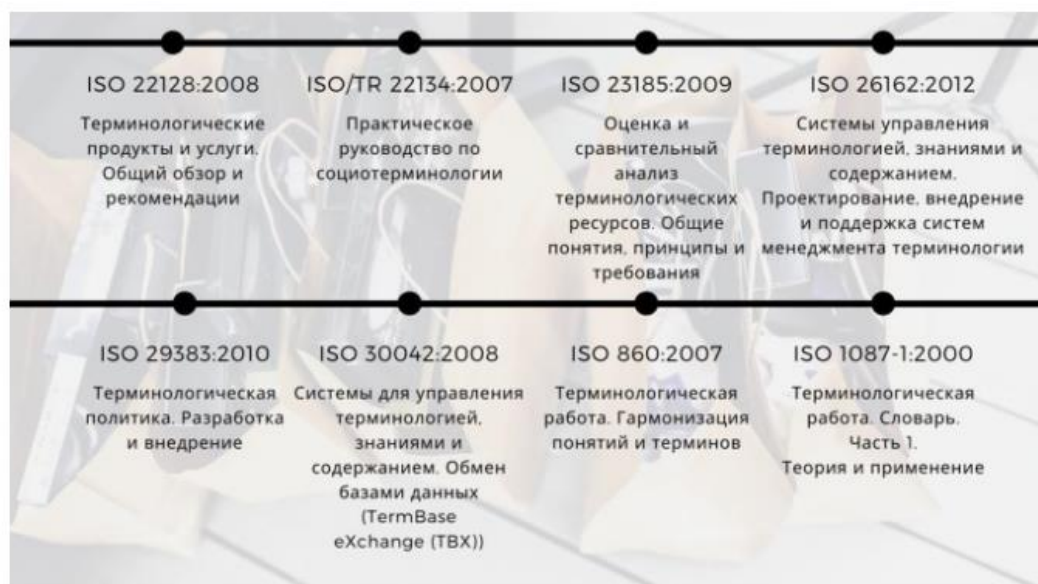 ISO 22128:2008
Терминологические
продукты и услуги.
Общий обзор и
рекомендации
ISO/TR 22134:2007
Практическое
руководство по
социотерминологии
ISO 23185:2009
Оценка и
сравнительный
анализ
терминологических
ресурсов. Общие
понятия, принципы и
требования
ISO 26162:2012
Системы управления
терминологией, знаниями и
содержанием.
Проектирование, внедрение
и поддержка систем
менеджмента терминологии
ISO 29383:2010
Терминологическая
политика. Разработка
и внедрение
ISO 30042:2008
Системы для управления
терминологией,
знаниями и
содержанием. Обмен
базами данных
(TermBase
eXchange (TBX))
ISO 860:2007
Терминологическая
работа. Гармонизация
понятий и терминов
ISO 1087-1:2000
Терминологическая
работа. Словарь.
Часть 1.
Теория и применение